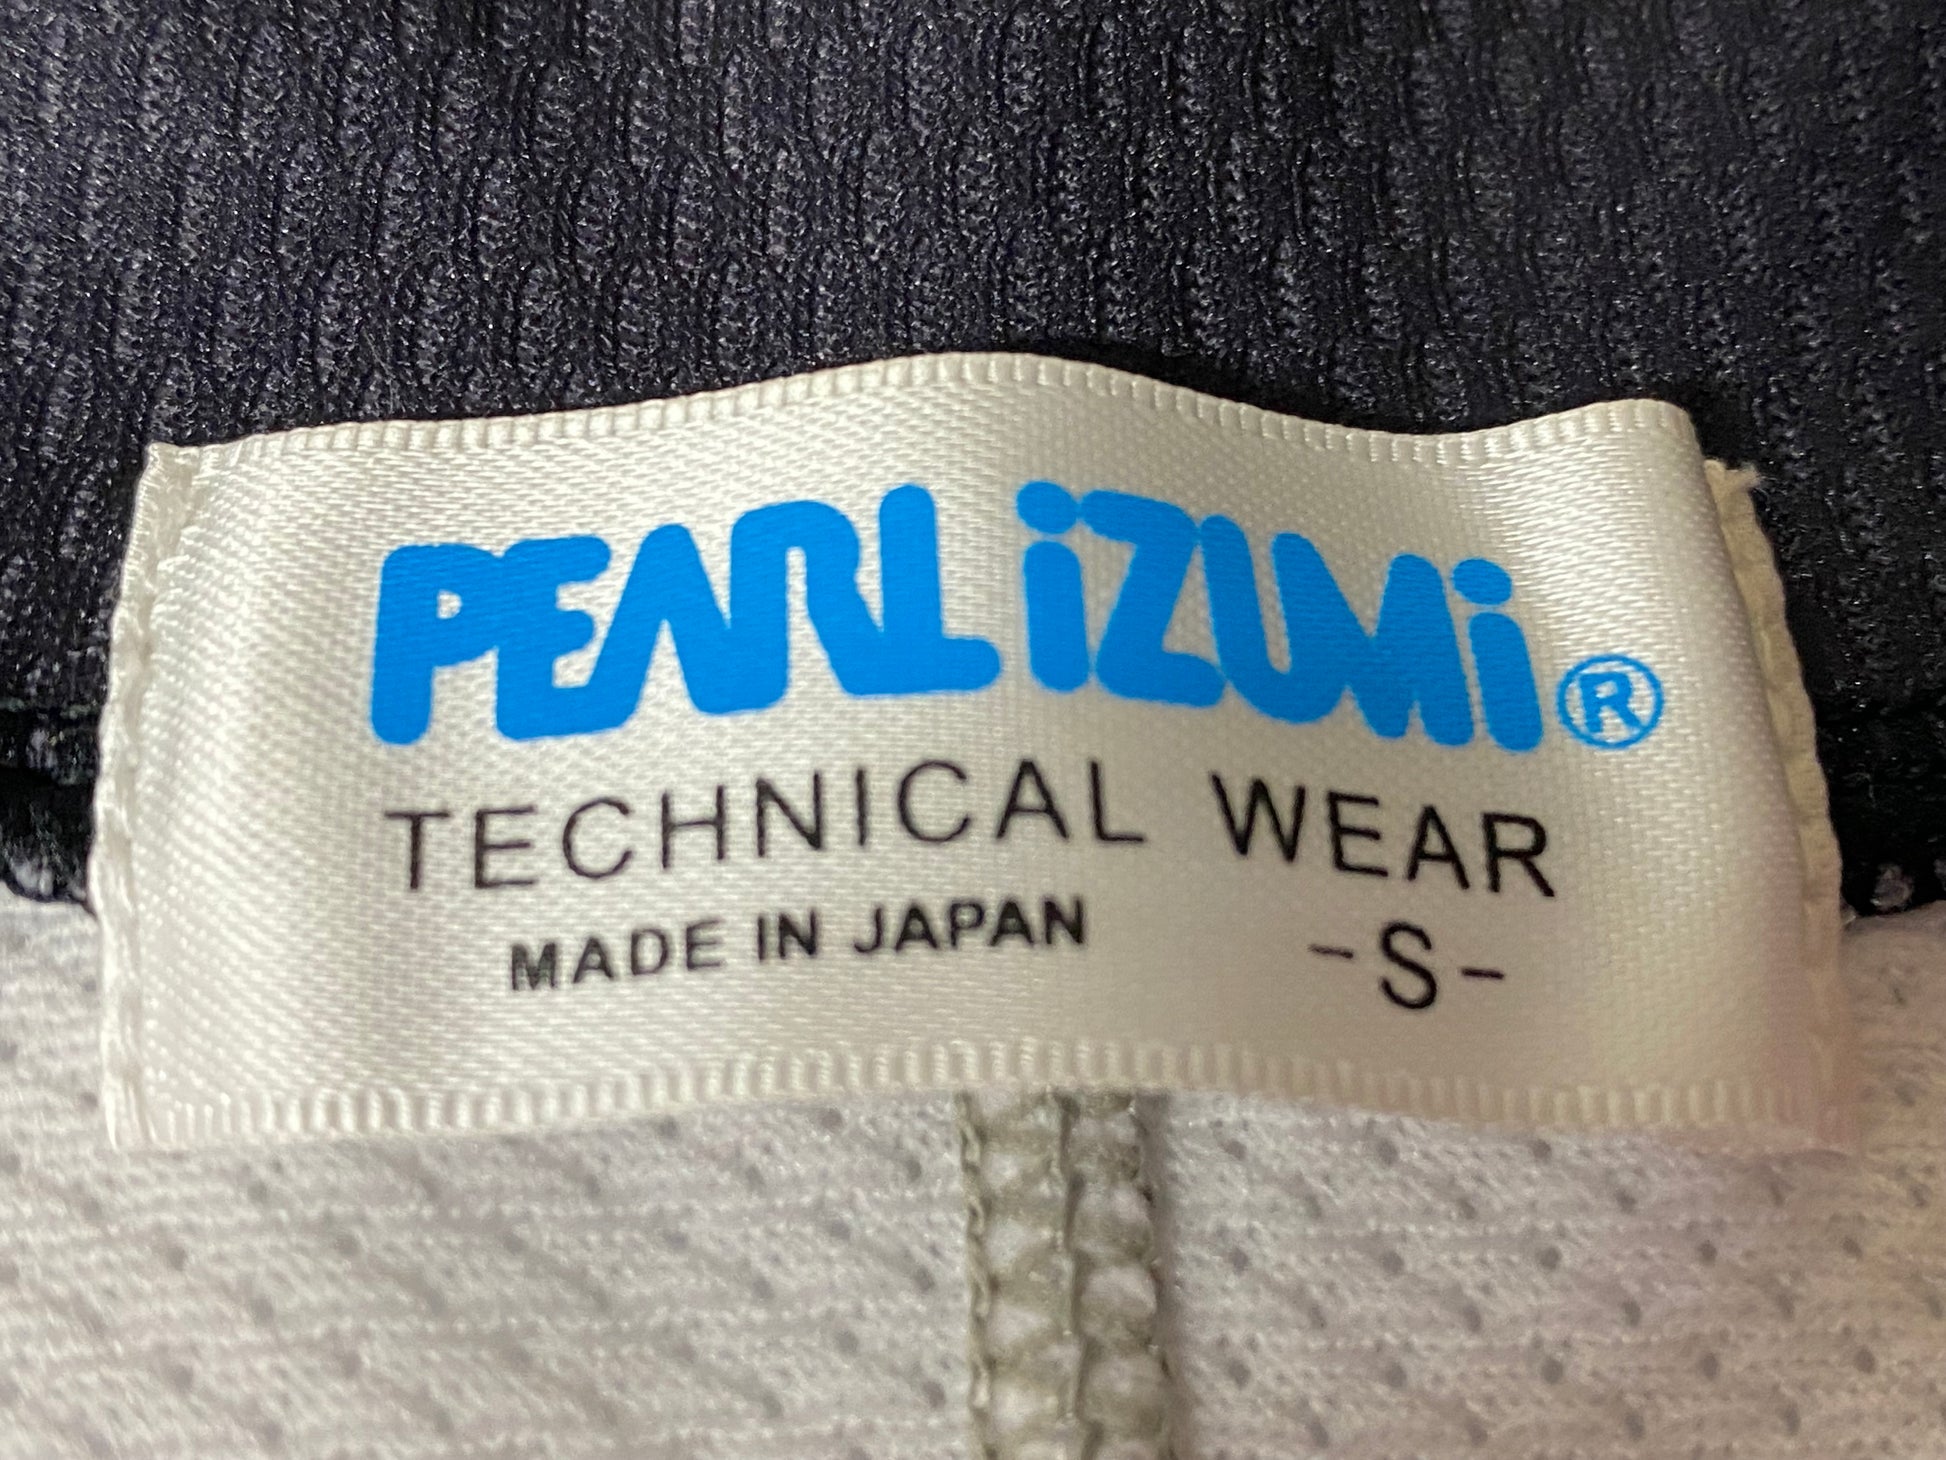 PEARL iZUMi®
TECHNICAL WEAR
MADE IN JAPAN -S-